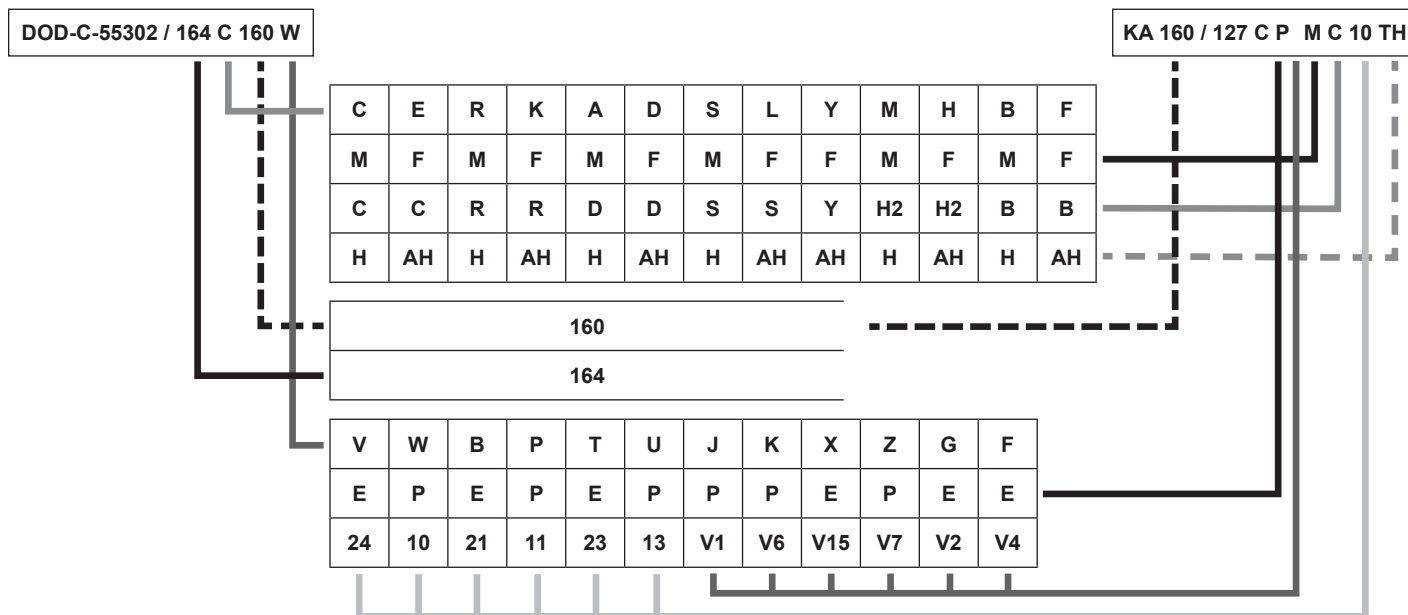 DOD-C-55302 / 164 C 160 W
KA 160 / 127 C P M C 10 TH
C E R K A D S L Y M H B F
M F M F M F M F F M F M F
C C R R D D S S Y H2 H2 B B
H AH H AH H AH H AH AH H AH H AH
160
164
V W B P T U J K X Z G F
E P E P E P P P E P E E
24 10 21 11 23 13 V1 V6 V15 V7 V2 V4